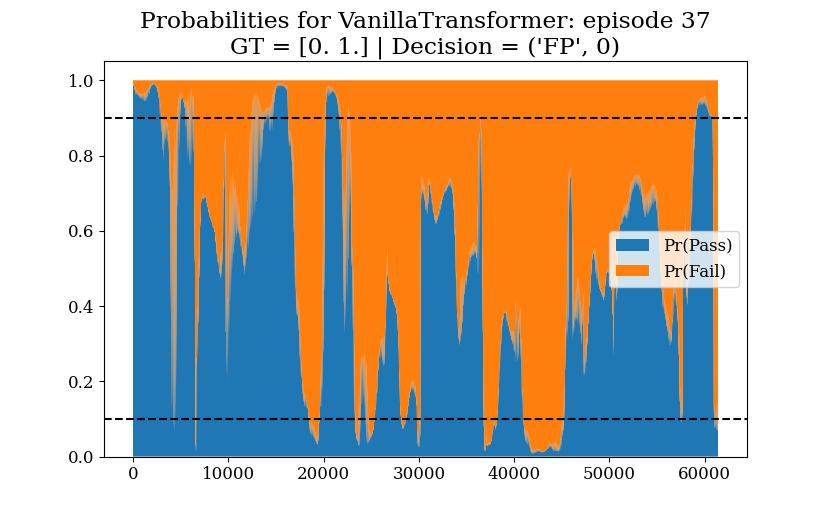 Probabilities for VanillaTransformer: episode 37
GT = [0. 1.] | Decision = ('FP', 0)
1.0
0.8
0.6
0.4
0.2
0.0
Pr(Pass)
Pr(Fail)
0 10000 20000 30000 40000 50000 60000